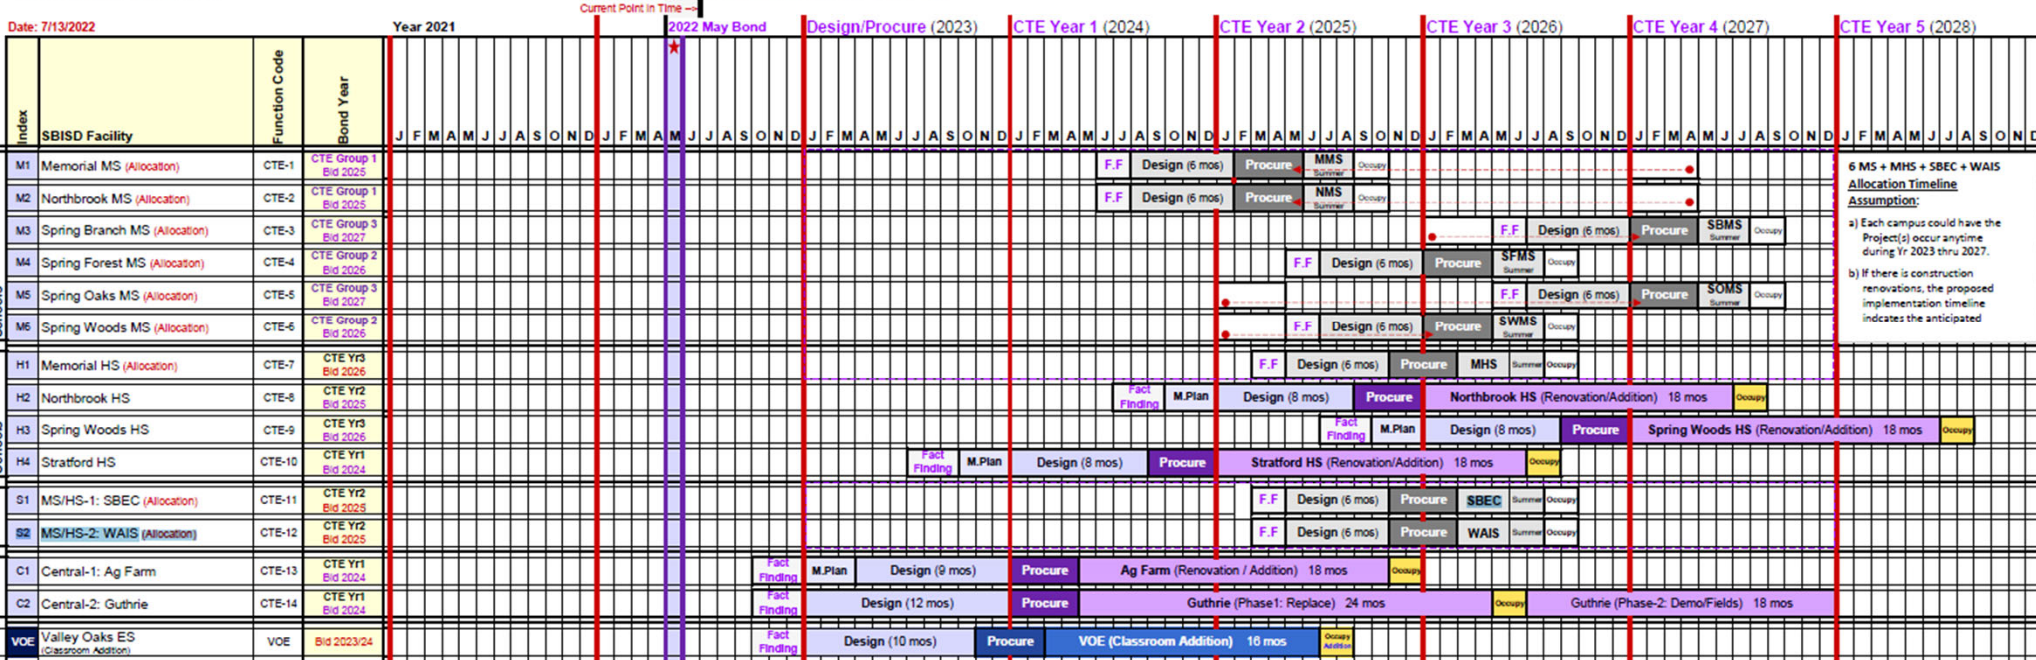 Current Point in Time -->
Date: 7/13/2022 Year 2021 2022 May Bond Design/Procure (2023) CTE Year 1 (2024) CTE Year 2 (2025) CTE Year 3 (2026) CTE Year 4 (2027) CTE Year 5 (2028)
Index SBISD Facility Function Code Bond Year J F M A M J J A S O N D J F M A M J J A S O N D J F M A M J J A S O N D J F M A M J J A S O N D J F M A M J J A S O N D J F M A M J J A S O N D J F M A M J J A S O N D J F M A M J J A S O N D
M1 Memorial MS (Allocation) CTE-1 CTE Group 1 Bid 2025 F.F Design (6 mos) Procure MMS Summer Occupy
M2 Northbrook MS (Allocation) CTE-2 CTE Group 1 Bid 2025 F.F Design (6 mos) Procure NMS Summer Occupy
M3 Spring Branch MS (Allocation) CTE-3 CTE Group 3 Bid 2027 F.F Design (6 mos) Procure SBMS Summer Occupy
M4 Spring Forest MS (Allocation) CTE-4 CTE Group 2 Bid 2026 F.F Design (6 mos) Procure SFMS Summer Occupy
M5 Spring Oaks MS (Allocation) CTE-5 CTE Group 3 Bid 2027 F.F Design (6 mos) Procure SOMS Summer Occupy
M6 Spring Woods MS (Allocation) CTE-6 CTE Group 2 Bid 2026 F.F Design (6 mos) Procure SWMS Summer Occupy
6 MS + MHS + SBEC + WAIS
Allocation Timeline
Assumption:
a) Each campus could have the
Project(s) occur anytime
during Yr 2023 thru 2027.
b) If there is construction
renovations, the proposed
implementation timeline
indcates the anticipated
H1 Memorial HS (Allocation) CTE-7 CTE Yr3 Bid 2026 F.F Design (6 mos) Procure MHS Summer Occupy
H2 Northbrook HS CTE-8 CTE Yr2 Bid 2025 Fact Finding M.Plan Design (8 mos) Procure Northbrook HS (Renovation/Addition) 18 mos Occupy
H3 Spring Woods HS CTE-9 CTE Yr3 Bid 2026 Fact Finding M.Plan Design (8 mos) Procure Spring Woods HS (Renovation/Addition) 18 mos Occupy
H4 Stratford HS CTE-10 CTE Yr1 Bid 2024 Fact Finding M.Plan Design (8 mos) Procure Stratford HS (Renovation/Addition) 18 mos Occupy
S1 MS/HS-1: SBEC (Allocation) CTE-11 CTE Yr2 Bid 2025 F.F Design (6 mos) Procure SBEC Summer Occupy
S2 MS/HS-2: WAIS (Allocation) CTE-12 CTE Yr2 Bid 2025 F.F Design (6 mos) Procure WAIS Summer Occupy
C1 Central-1: Ag Farm CTE-13 CTE Yr1 Bid 2024 Fact Finding M.Plan Design (9 mos) Procure Ag Farm (Renovation / Addition) 18 mos Occupy
C2 Central-2: Guthrie CTE-14 CTE Yr1 Bid 2024 Fact Finding Design (12 mos) Procure Guthrie (Phase1: Replace) 24 mos Occupy Guthrie (Phase-2: Demo/Fields) 18 mos
VOE Valley Oaks ES (Classroom Addition) VOE Bid 2023/24 Fact Finding Design (10 mos) Procure VOE (Classroom Addition) 16 mos Occupy Addition